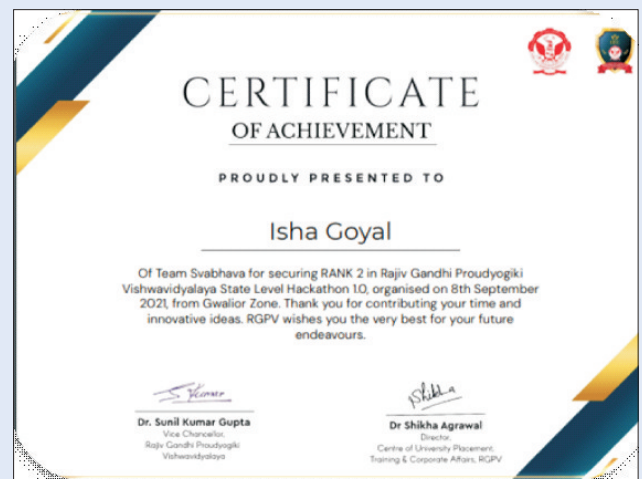 CERTIFICATE
OF ACHIEVEMENT
PROUDLY PRESENTED TO
Isha Goyal
Of Team Svabhava for securing RANK 2 in Rajiv Gandhi Proudyogiki
Vishwavidyalaya State Level Hackathon 1.0, organised on 8th September
2021, from Gwalior Zone. Thank you for contributing your time and
innovative ideas. RGPV wishes you the very best for your future
endeavours.
S Kumar
Shikha
Dr. Sunil Kumar Gupta
Vice Chancellor,
Rajiv Gandhi Proudyogiki
Vishwavidyalaya
Dr Shikha Agrawal
Director,
Centre of University Placement,
Training & Corporate Affairs, RGPV